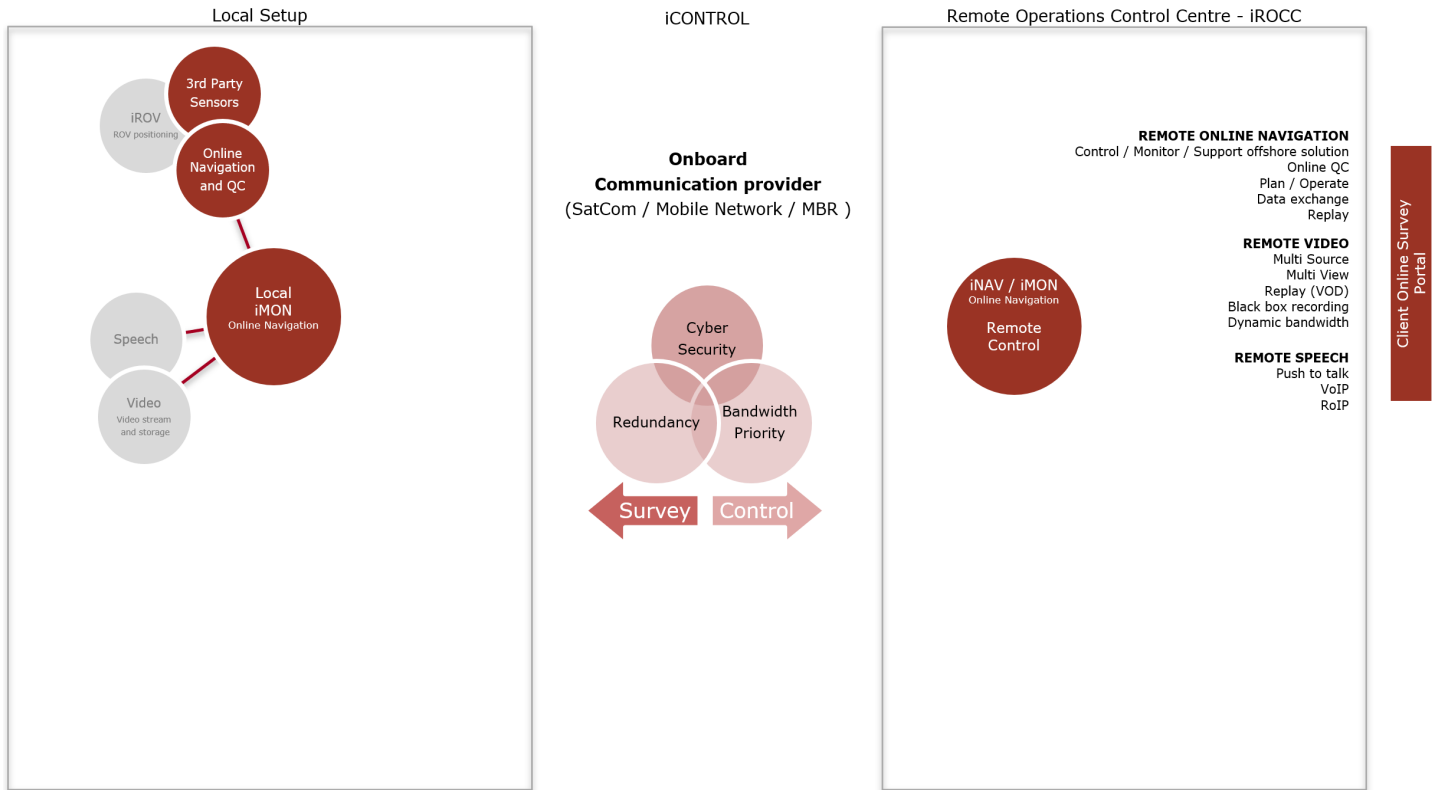 Local Setup
iCONTROL
Remote Operations Control Centre - iROCC
3rd Party
Sensors
iROV
ROV positioning
Online
Navigation
and QC
Local
iMON
Online Navigation
Speech
Video
Video stream
and storage
Onboard
Communication provider
(SatCom / Mobile Network / MBR )
Cyber
Security
Redundancy
Bandwidth
Priority
Survey
Control
iNAV / iMON
Online Navigation
Remote
Control
REMOTE ONLINE NAVIGATION
Control / Monitor / Support offshore solution
Online QC
Plan / Operate
Data exchange
Replay
REMOTE VIDEO
Multi Source
Multi View
Replay (VOD)
Black box recording
Dynamic bandwidth
REMOTE SPEECH
Push to talk
VoIP
RoIP
Client Online Survey
Portal